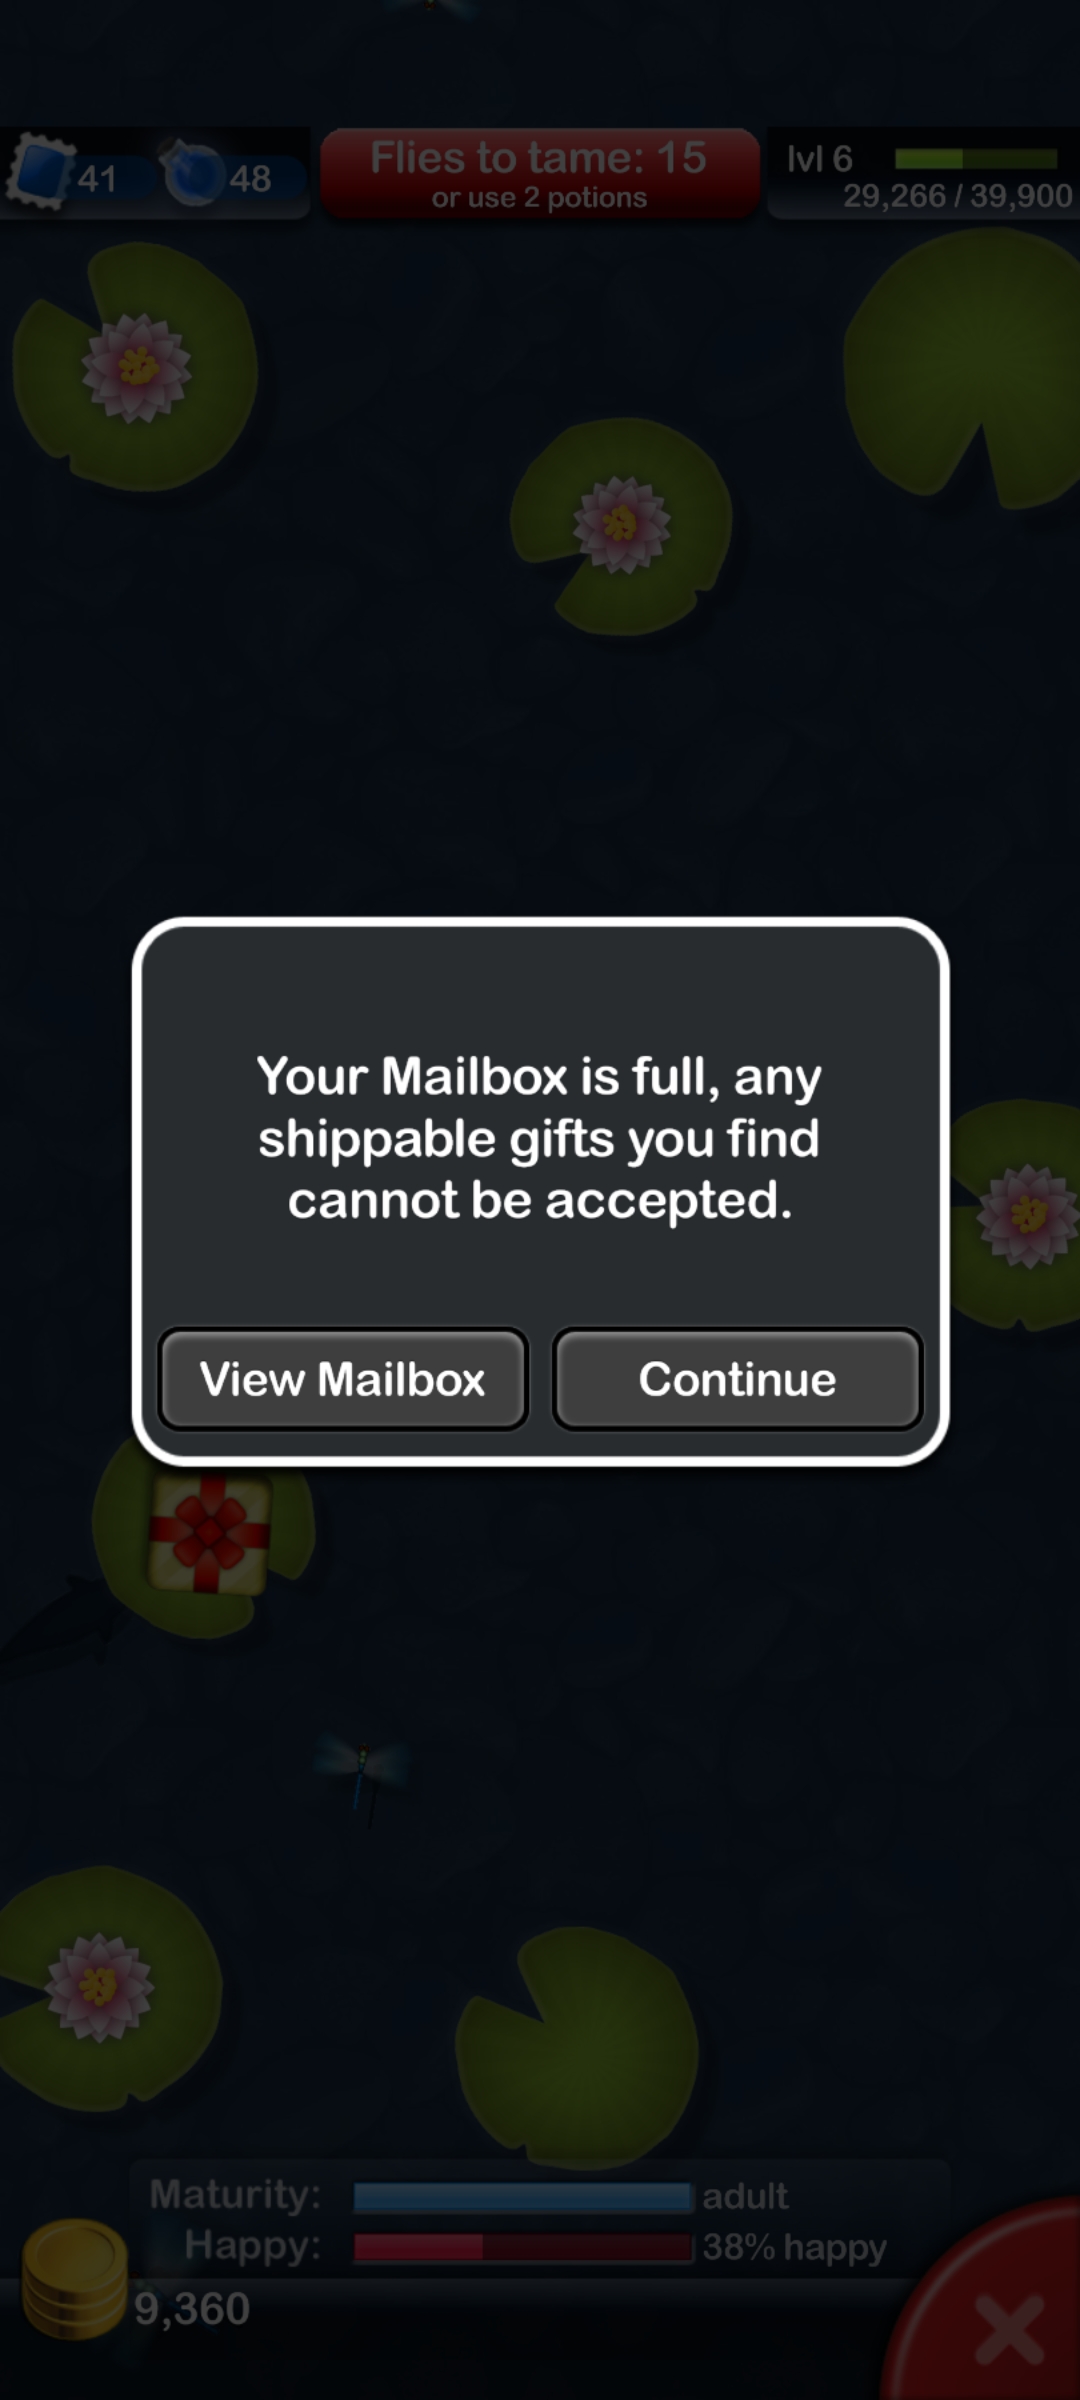 41
48
Flies to tame: 15
or use 2 potions
lvl 6
29,266 / 39,900
Your Mailbox is full, any
shippable gifts you find
cannot be accepted.
View Mailbox
Continue
Maturity:
adult
Happy:
38% happy
9,360